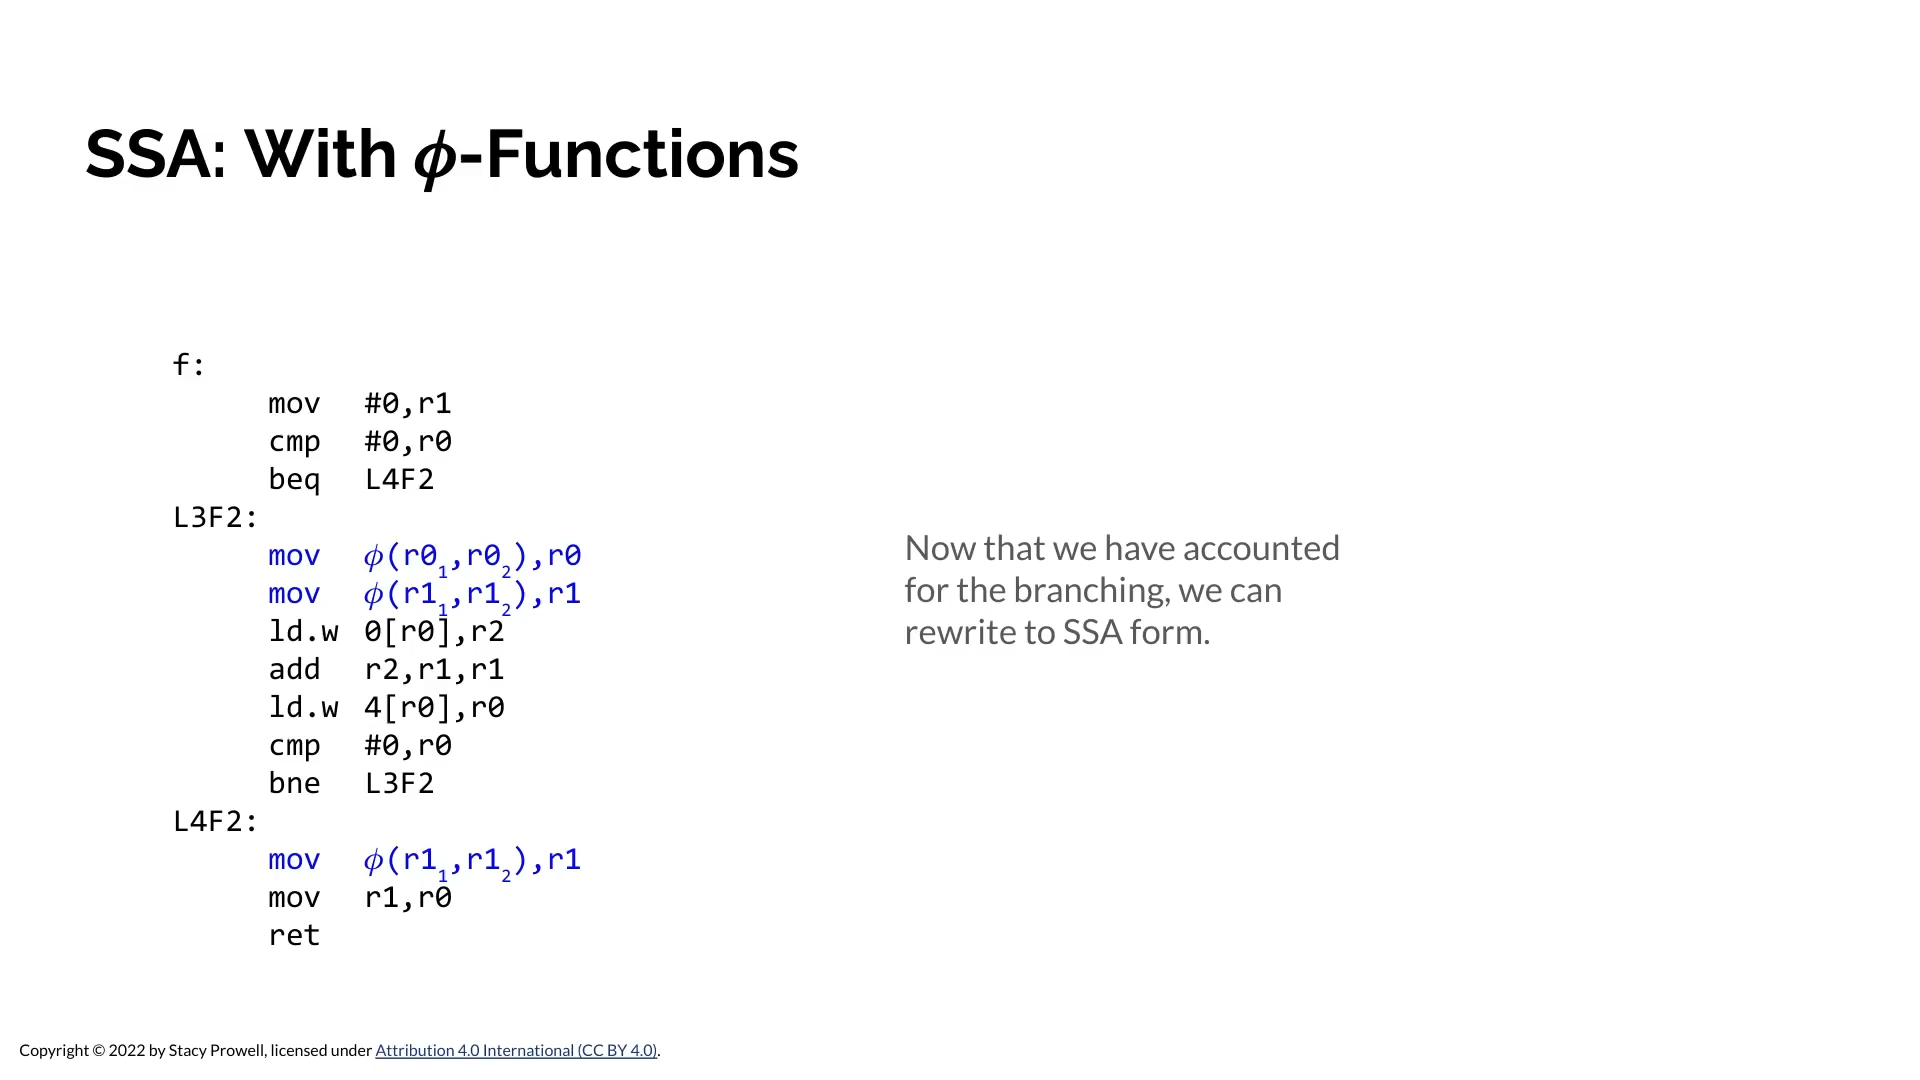 SSA: With ϕ-Functions
f:
mov #0,r1
cmp #0,r0
beq L4F2
L3F2:
mov ϕ(r0₁,r0₂),r0
mov ϕ(r1₁,r1₂),r1
ld.w 0[r0],r2
add r2,r1,r1
ld.w 4[r0],r0
cmp #0,r0
bne L3F2
L4F2:
mov ϕ(r1₁,r1₂),r1
mov r1,r0
ret
Now that we have accounted
for the branching, we can
rewrite to SSA form.
Copyright © 2022 by Stacy Prowell, licensed under Attribution 4.0 International (CC BY 4.0).